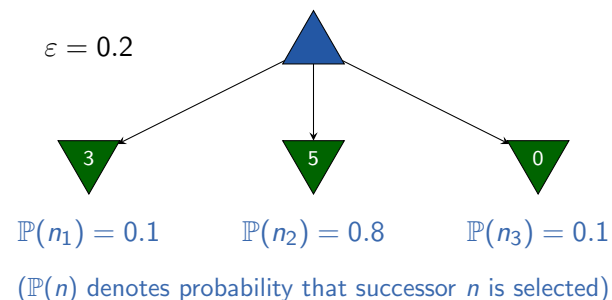 ε = 0.2
3 5 0
ℙ(n₁) = 0.1 ℙ(n₂) = 0.8 ℙ(n₃) = 0.1
(ℙ(n) denotes probability that successor n is selected)